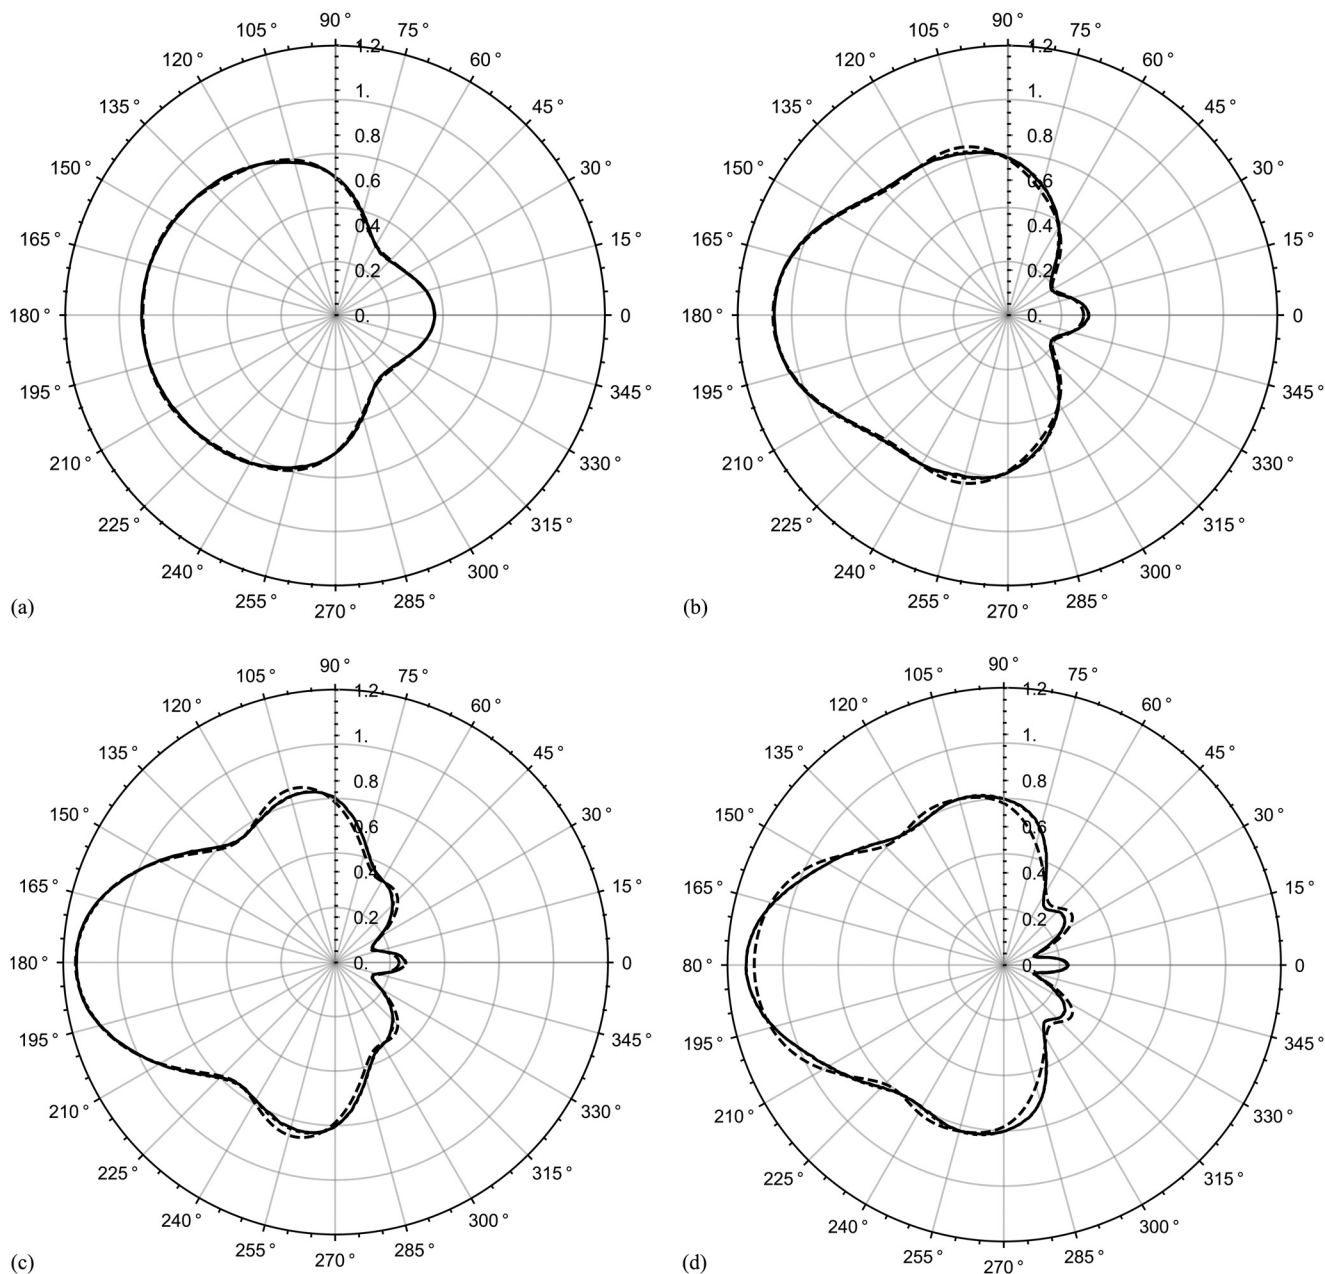 90 ° 90 °
105 ° 75 ° 105 ° 75 °
120 ° 1.2 60 ° 120 ° 1.2 60 °
135 ° 1. 45 ° 135 ° 1. 45 °
150 ° 0.8 30 ° 150 ° 0.8 30 °
0.6 0.6
165 ° 0.4 15 ° 165 ° 0.4 15 °
0.2 0.2
180 ° 0. 0 180 ° 0. 0
195 ° 345 ° 195 ° 345 °
210 ° 330 ° 210 ° 330 °
225 ° 315 ° 225 ° 315 °
240 ° 300 ° 240 ° 300 °
(a) 255 ° 270 ° 285 ° (b) 255 ° 270 ° 285 °
90 ° 90 °
105 ° 75 ° 105 ° 75 °
120 ° 1.2 60 ° 120 ° 1.2 60 °
135 ° 1. 45 ° 135 ° 1. 45 °
150 ° 0.8 30 ° 150 ° 0.8 30 °
0.6 0.6
165 ° 0.4 15 ° 165 ° 0.4 15 °
0.2 0.2
180 ° 0. 0 80 ° 0. 0
195 ° 345 ° 195 ° 345 °
210 ° 330 ° 210 ° 330 °
225 ° 315 ° 225 ° 315 °
240 ° 300 ° 240 ° 300 °
(c) 255 ° 270 ° 285 ° (d) 255 ° 270 ° 285 °